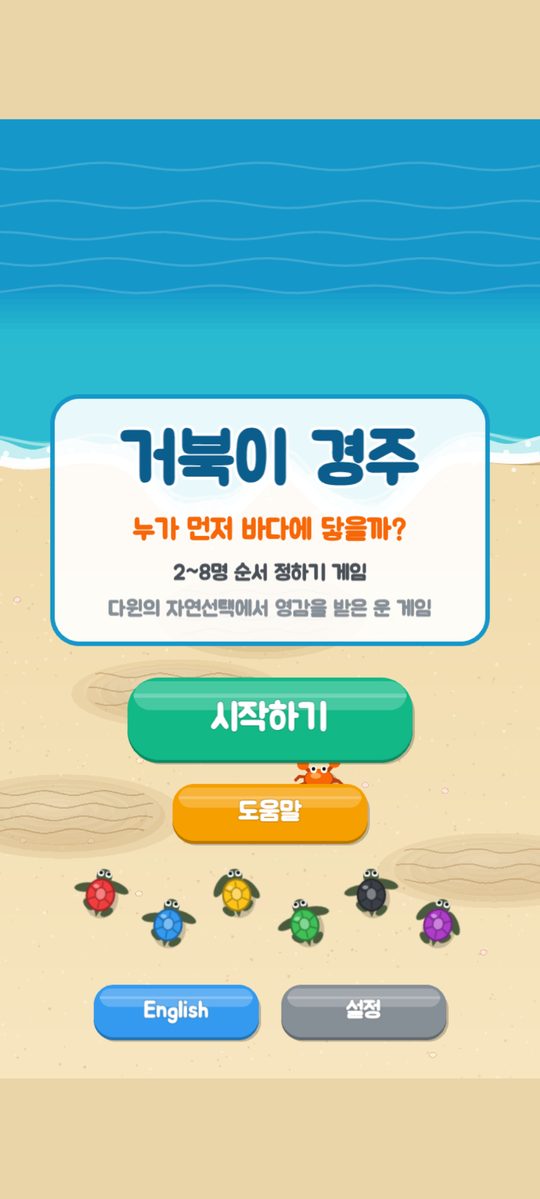 거북이 경주
누가 먼저 바다에 닿을까?
2~8명 순서 정하기 게임
다윈의 자연선택에서 영감을 받은 운 게임
시작하기
도움말
English
설정